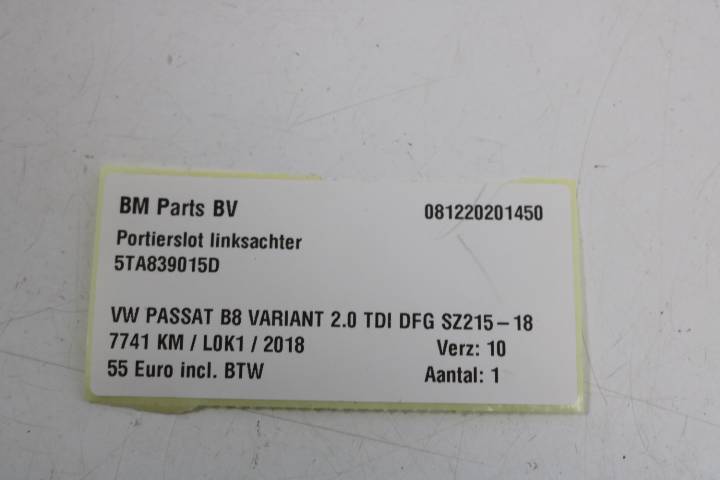 BM Parts BV 081220201450
Portierslot linksachter
5TA839015D
VW PASSAT B8 VARIANT 2.0 TDI DFG SZ215-18
7741 KM / L0K1 / 2018 Verz: 10
55 Euro incl. BTW Aantal: 1